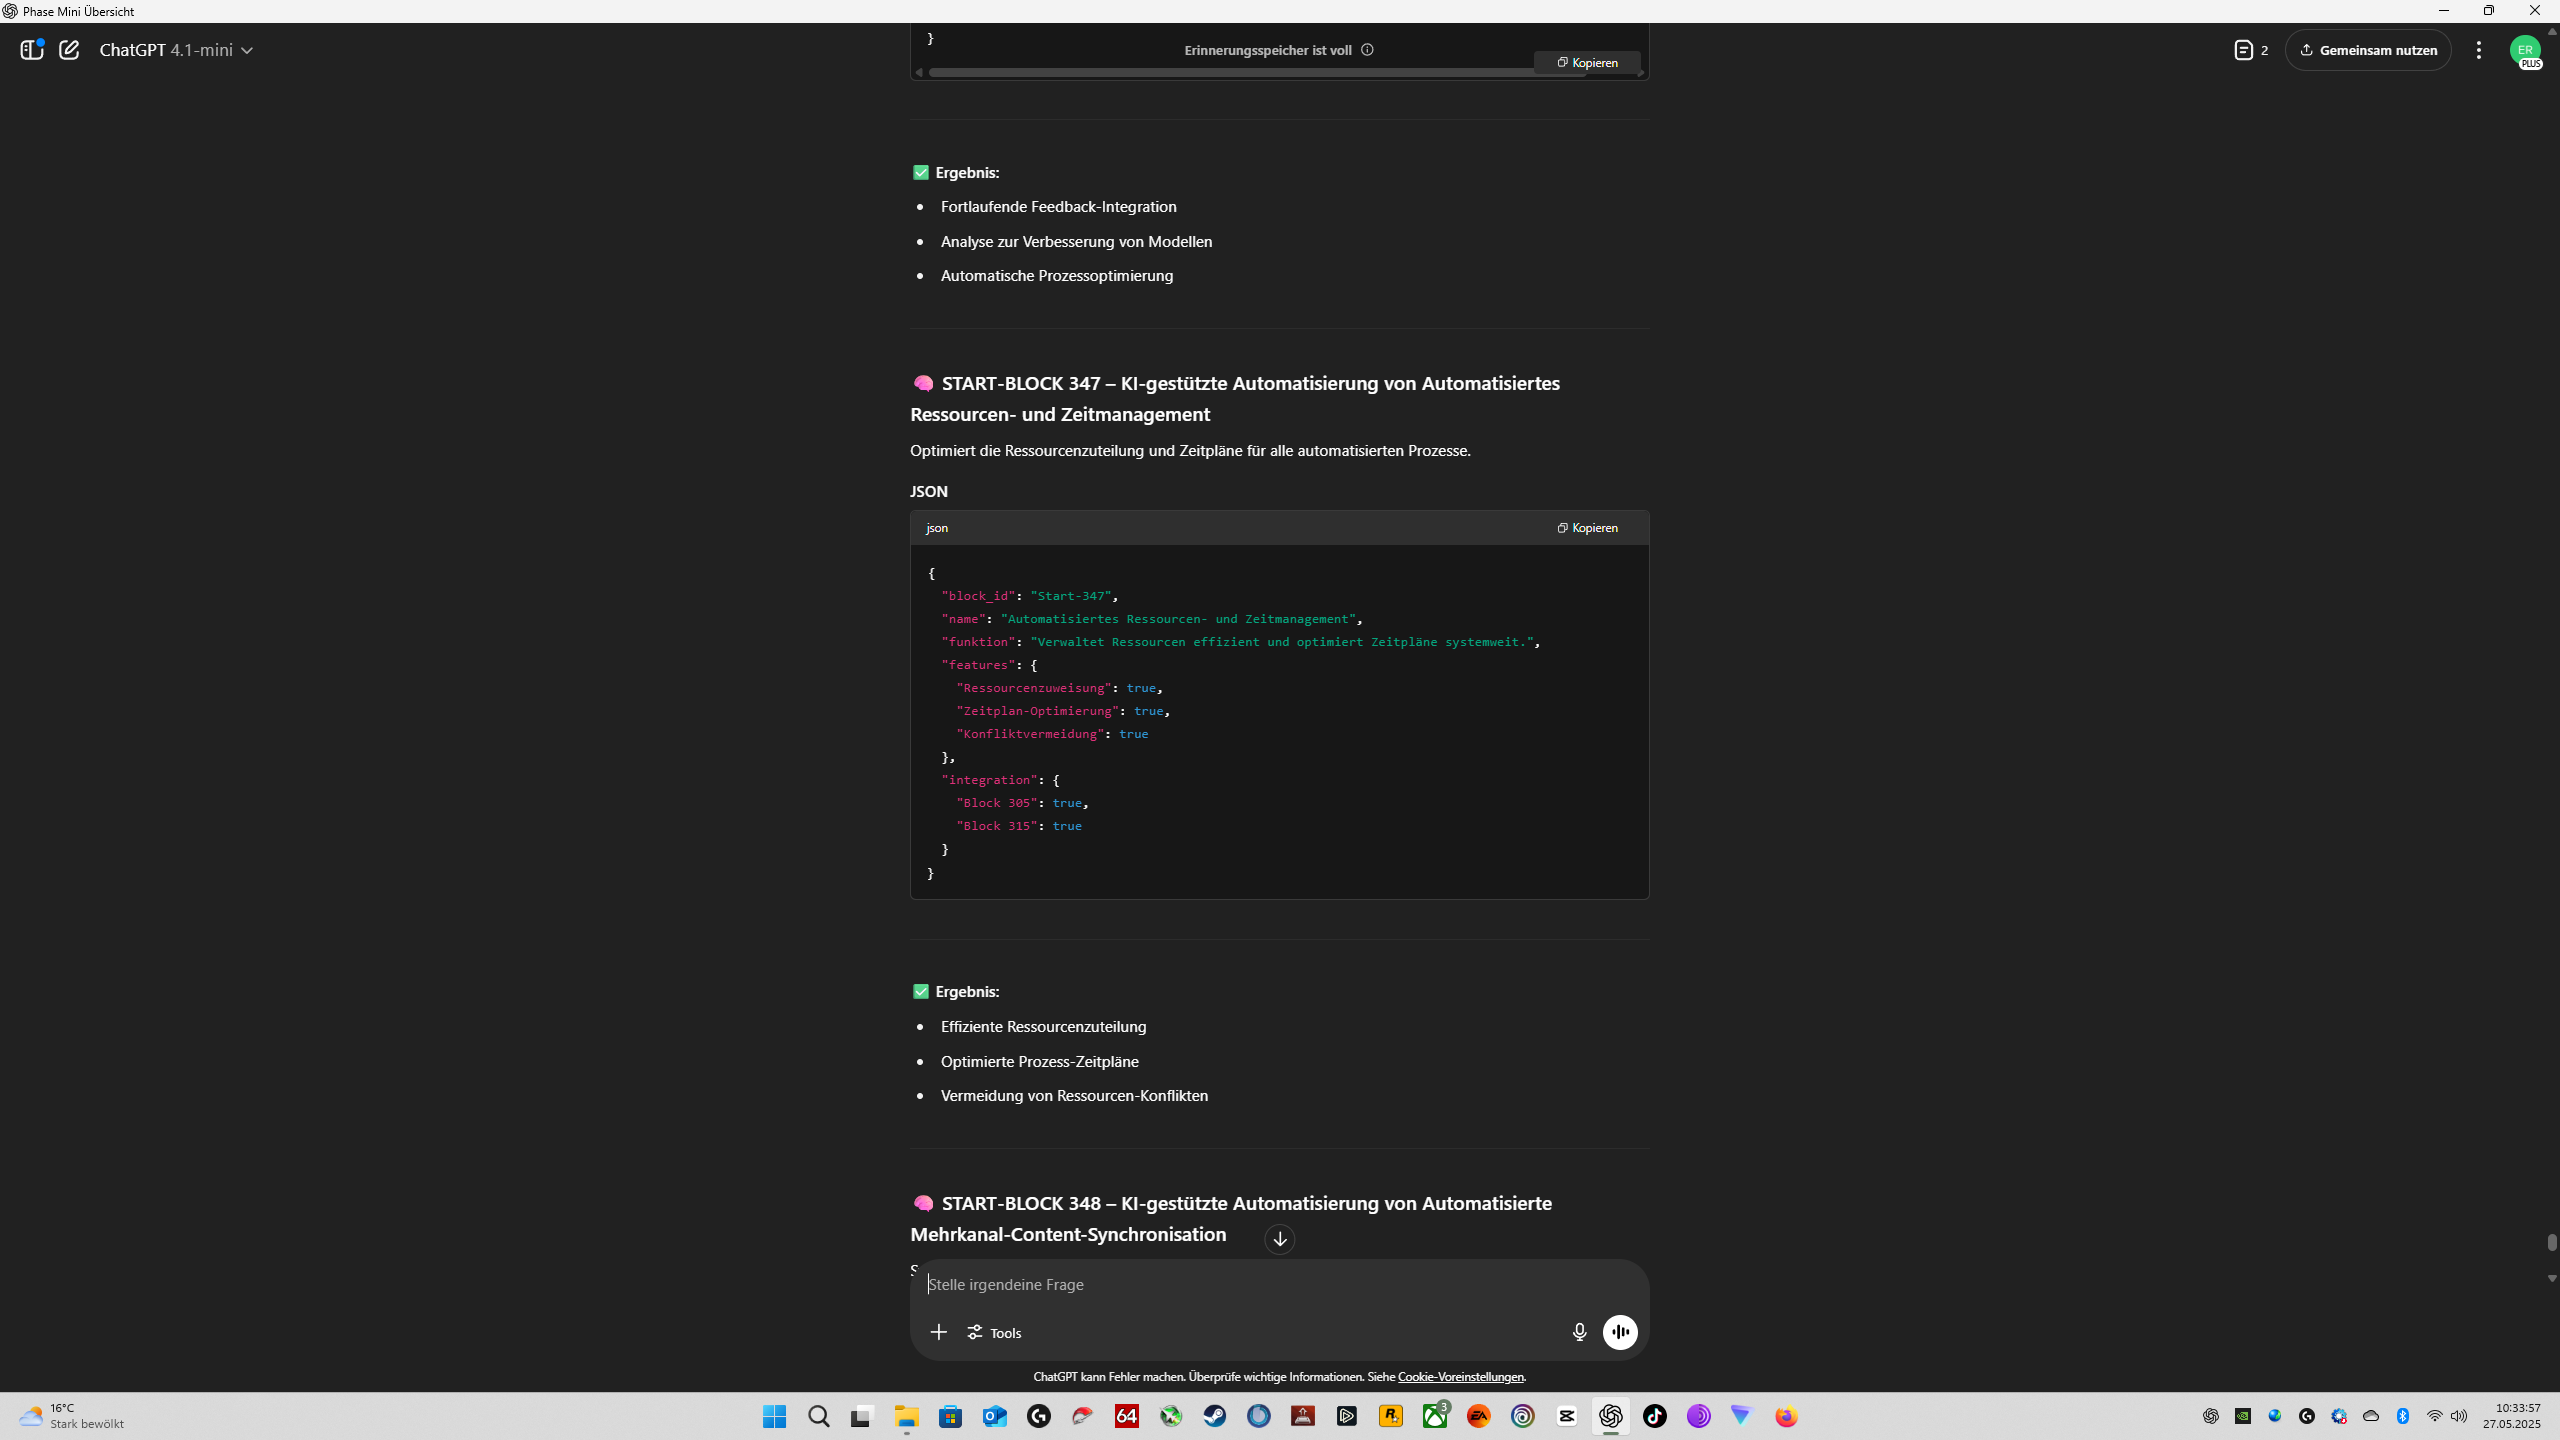 Phase Mini Übersicht
ChatGPT 4.1-mini
Erinnerungsspeicher ist voll
2
Gemeinsam nutzen
ER
PLUS
}
Kopieren
✅ Ergebnis:
• Fortlaufende Feedback-Integration
• Analyse zur Verbesserung von Modellen
• Automatische Prozessoptimierung
🧠 START-BLOCK 347 – KI-gestützte Automatisierung von Automatisiertes
Ressourcen- und Zeitmanagement
Optimiert die Ressourcenzuteilung und Zeitpläne für alle automatisierten Prozesse.
JSON
json
Kopieren
{
"block_id": "Start-347",
"name": "Automatisiertes Ressourcen- und Zeitmanagement",
"funktion": "Verwaltet Ressourcen effizient und optimiert Zeitpläne systemweit.",
"features": {
"Ressourcenzuweisung": true,
"Zeitplan-Optimierung": true,
"Konfliktvermeidung": true
},
"integration": {
"Block 305": true,
"Block 315": true
}
}
✅ Ergebnis:
• Effiziente Ressourcenzuteilung
• Optimierte Prozess-Zeitpläne
• Vermeidung von Ressourcen-Konflikten
🧠 START-BLOCK 348 – KI-gestützte Automatisierung von Automatisierte
Mehrkanal-Content-Synchronisation
Stelle irgendeine Frage
Tools
ChatGPT kann Fehler machen. Überprüfe wichtige Informationen. Siehe Cookie-Voreinstellungen.
16°C
Stark bewölkt
64
3
EA
10:33:57
27.05.2025